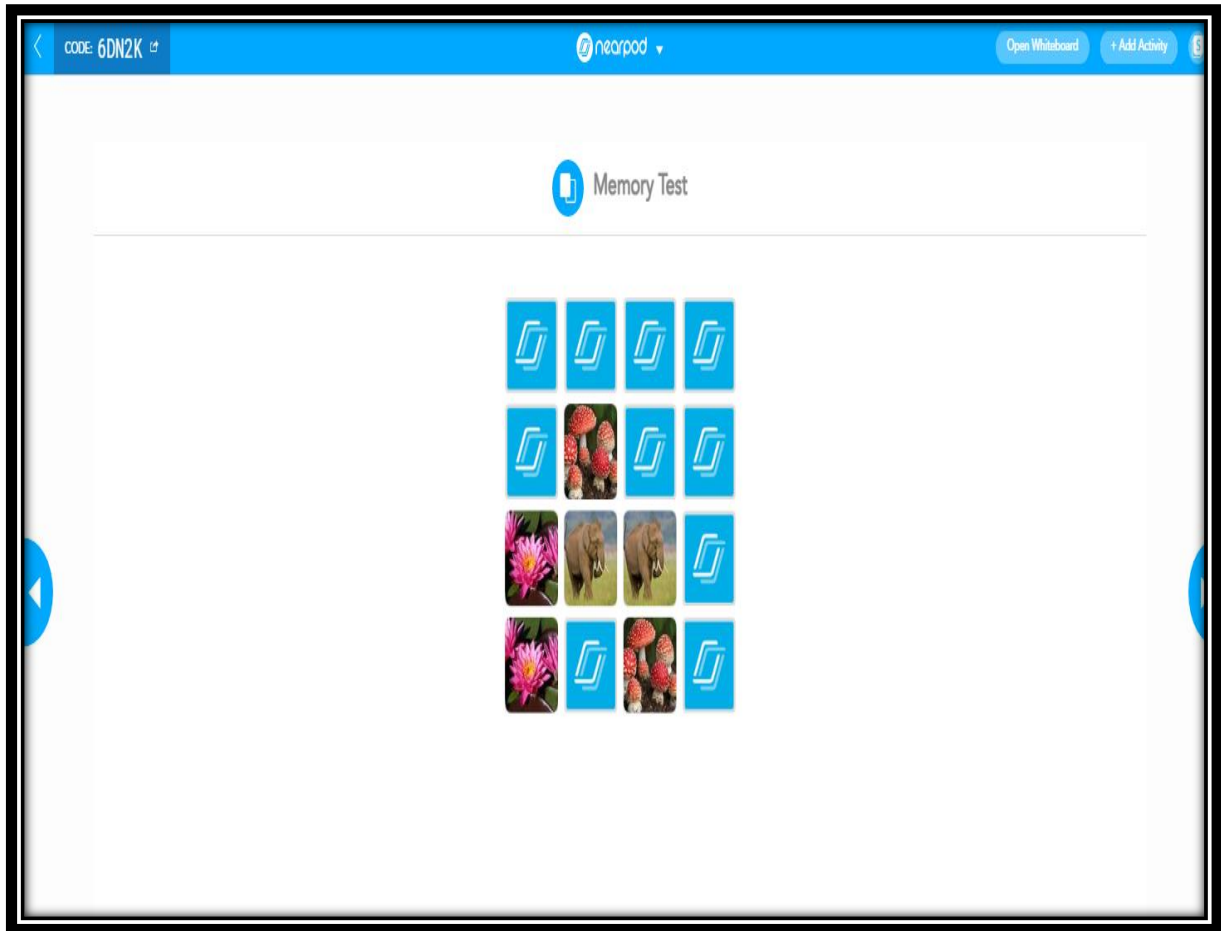 CODE: 6DN2K
nearpod
Open Whiteboard
+ Add Activity
S
Memory Test